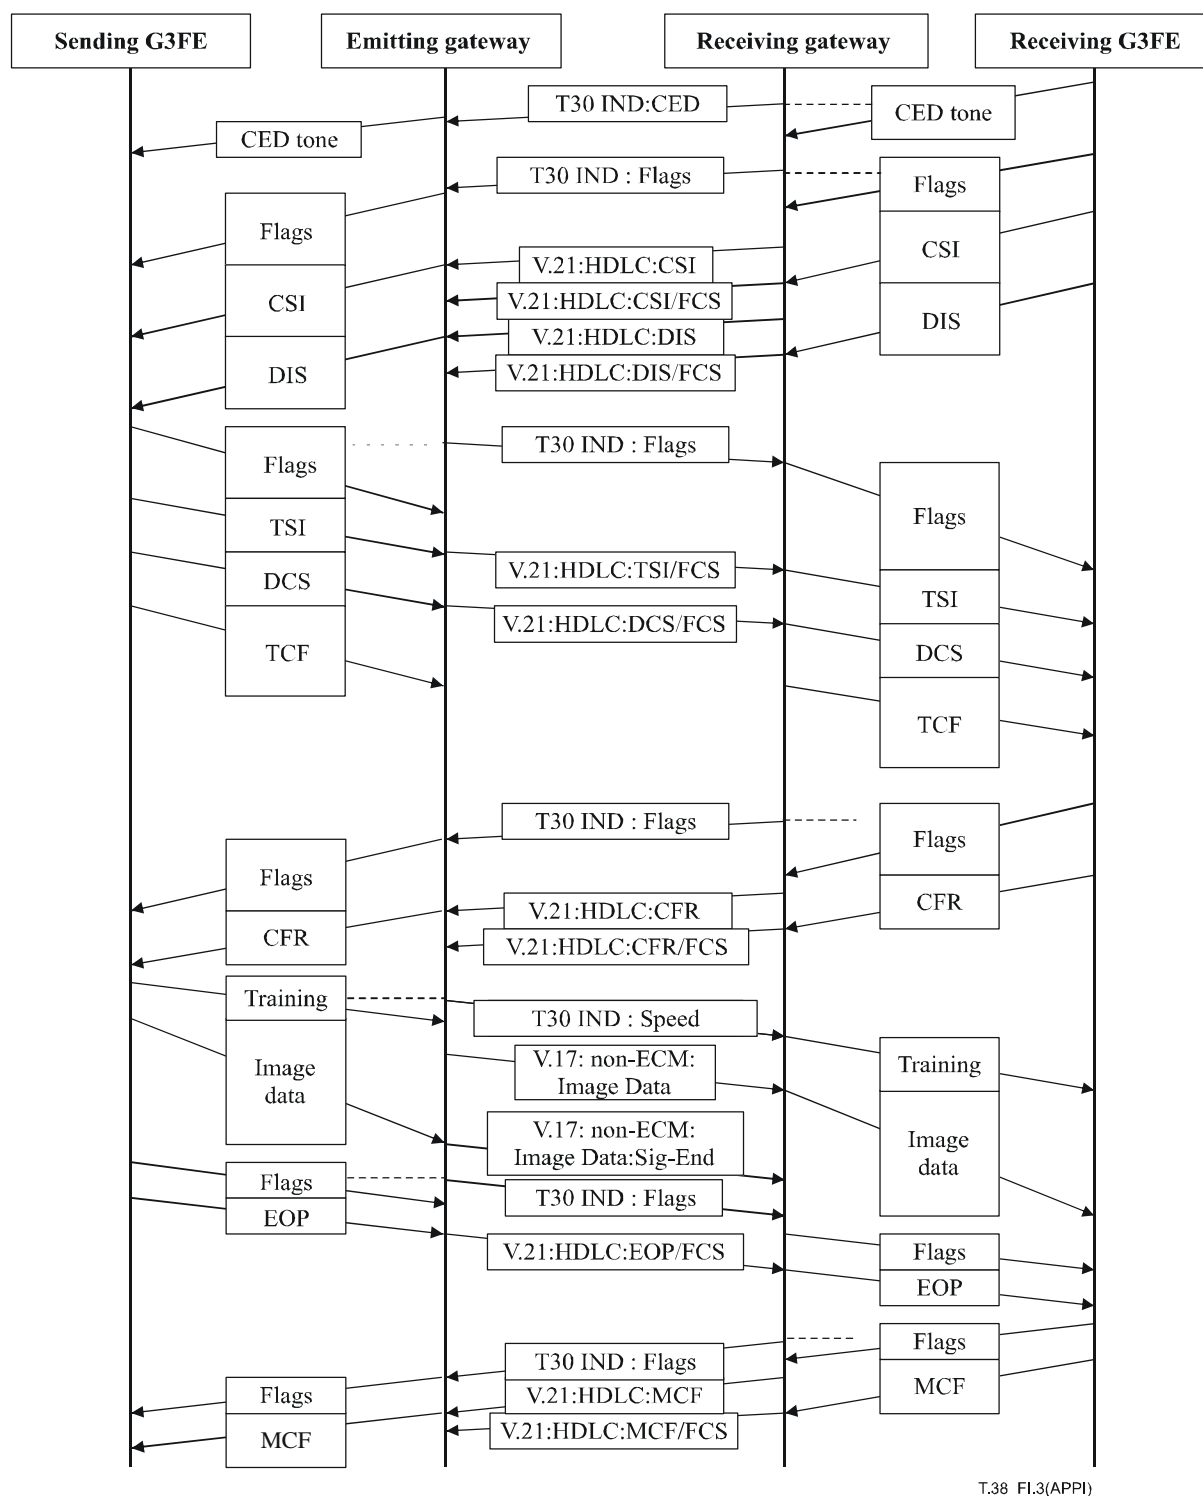 Sending G3FE
Emitting gateway
Receiving gateway
Receiving G3FE
T30 IND:CED
CED tone
CED tone
T30 IND : Flags
Flags
Flags
CSI
V.21:HDLC:CSI
CSI
V.21:HDLC:CSI/FCS
DIS
V.21:HDLC:DIS
DIS
V.21:HDLC:DIS/FCS
T30 IND : Flags
Flags
Flags
TSI
V.21:HDLC:TSI/FCS
DCS
TSI
V.21:HDLC:DCS/FCS
TCF
DCS
TCF
T30 IND : Flags
Flags
Flags
CFR
V.21:HDLC:CFR
CFR
V.21:HDLC:CFR/FCS
Training
T30 IND : Speed
V.17: non-ECM:
Image Data
Training
Image
data
V.17: non-ECM:
Image Data:Sig-End
Image
data
Flags
T30 IND : Flags
EOP
V.21:HDLC:EOP/FCS
Flags
EOP
Flags
T30 IND : Flags
MCF
Flags
V.21:HDLC:MCF
V.21:HDLC:MCF/FCS
MCF
T.38_FI.3(APPI)